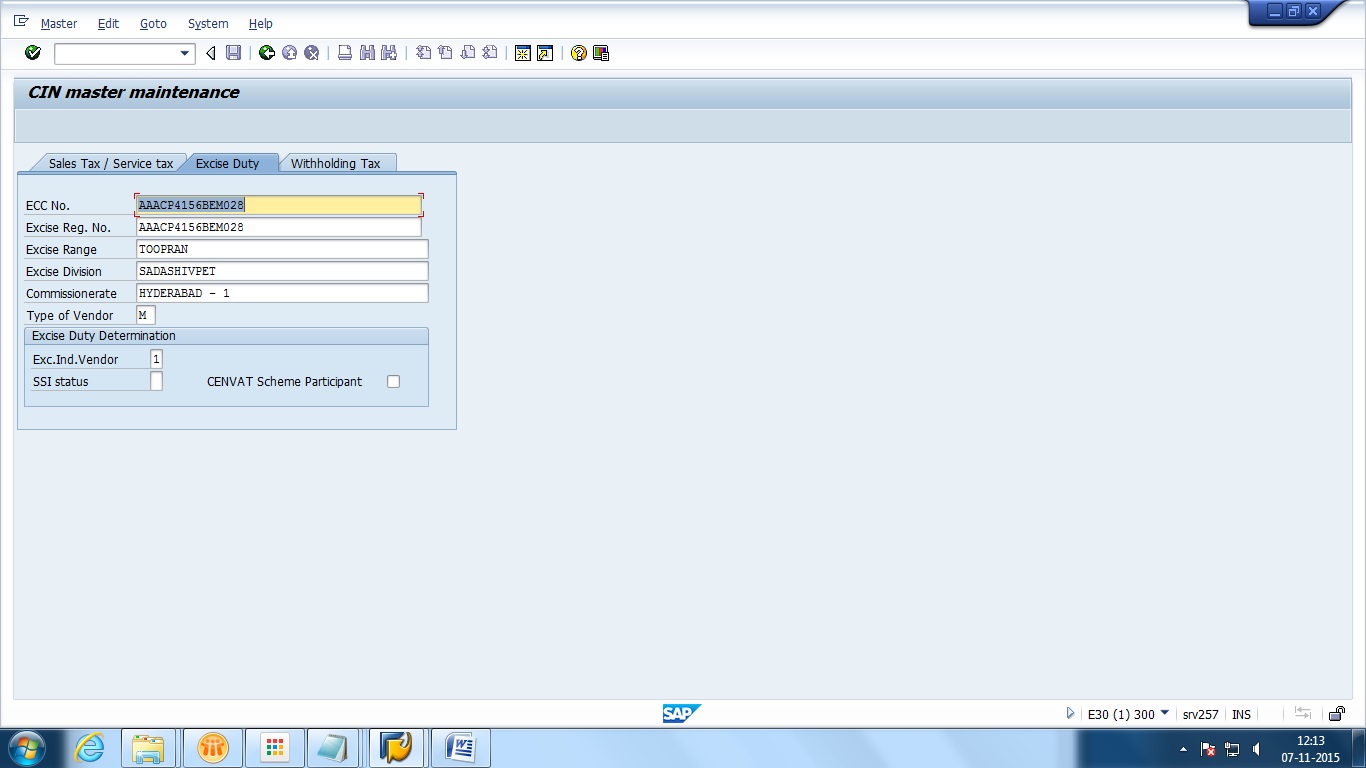 Master Edit Goto System Help
CIN master maintenance
Sales Tax / Service tax Excise Duty Withholding Tax
ECC No. AAACP4156BEM028
Excise Reg. No. AAACP4156BEM028
Excise Range TOOPRAN
Excise Division SADASHIVPET
Commissionerate HYDERABAD - 1
Type of Vendor M
Excise Duty Determination
Exc.Ind.Vendor 1
SSI status CENVAT Scheme Participant
SAP E30 (1) 300 srv257 INS
12:13
07-11-2015